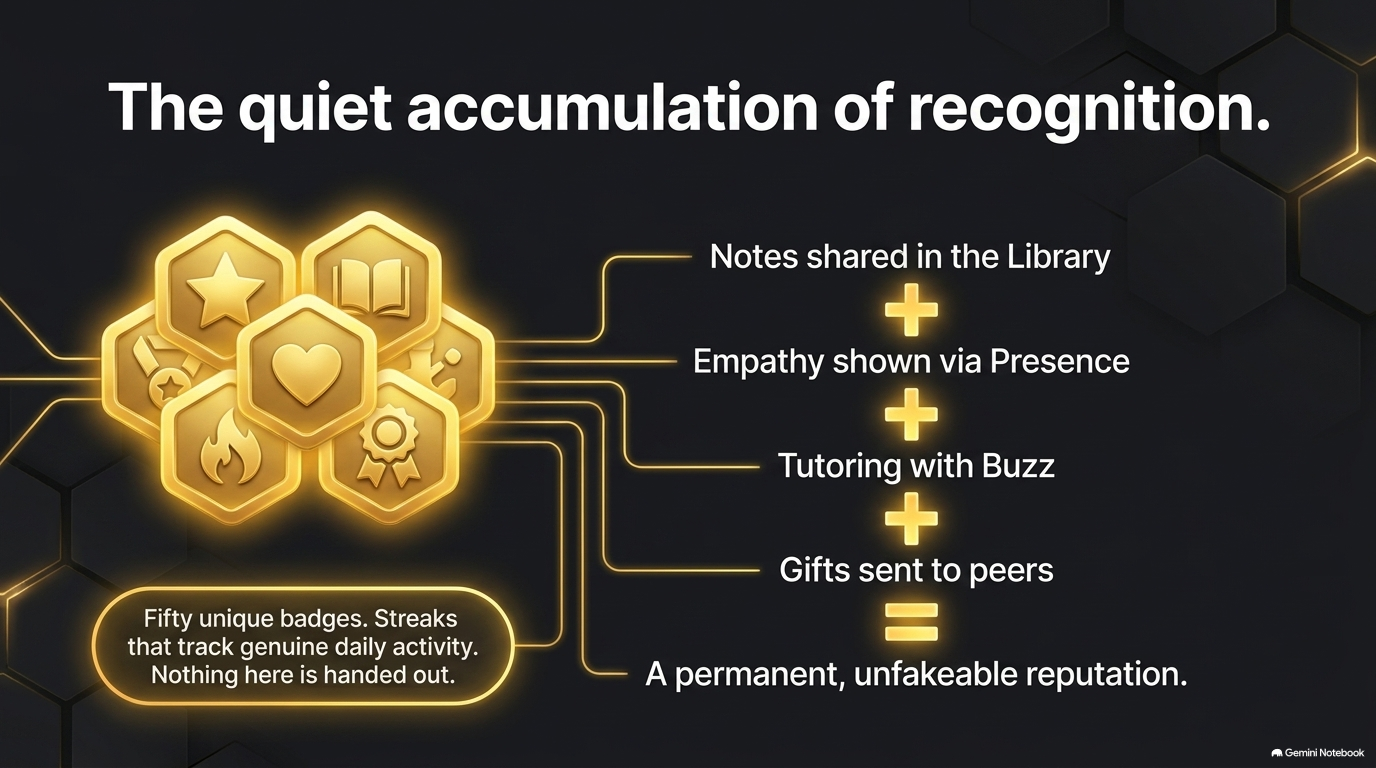 The quiet accumulation of recognition.
Notes shared in the Library
+
Empathy shown via Presence
+
Tutoring with Buzz
+
Gifts sent to peers
=
A permanent, unfakeable reputation.
Fifty unique badges. Streaks
that track genuine daily activity.
Nothing here is handed out.
Gemini Notebook